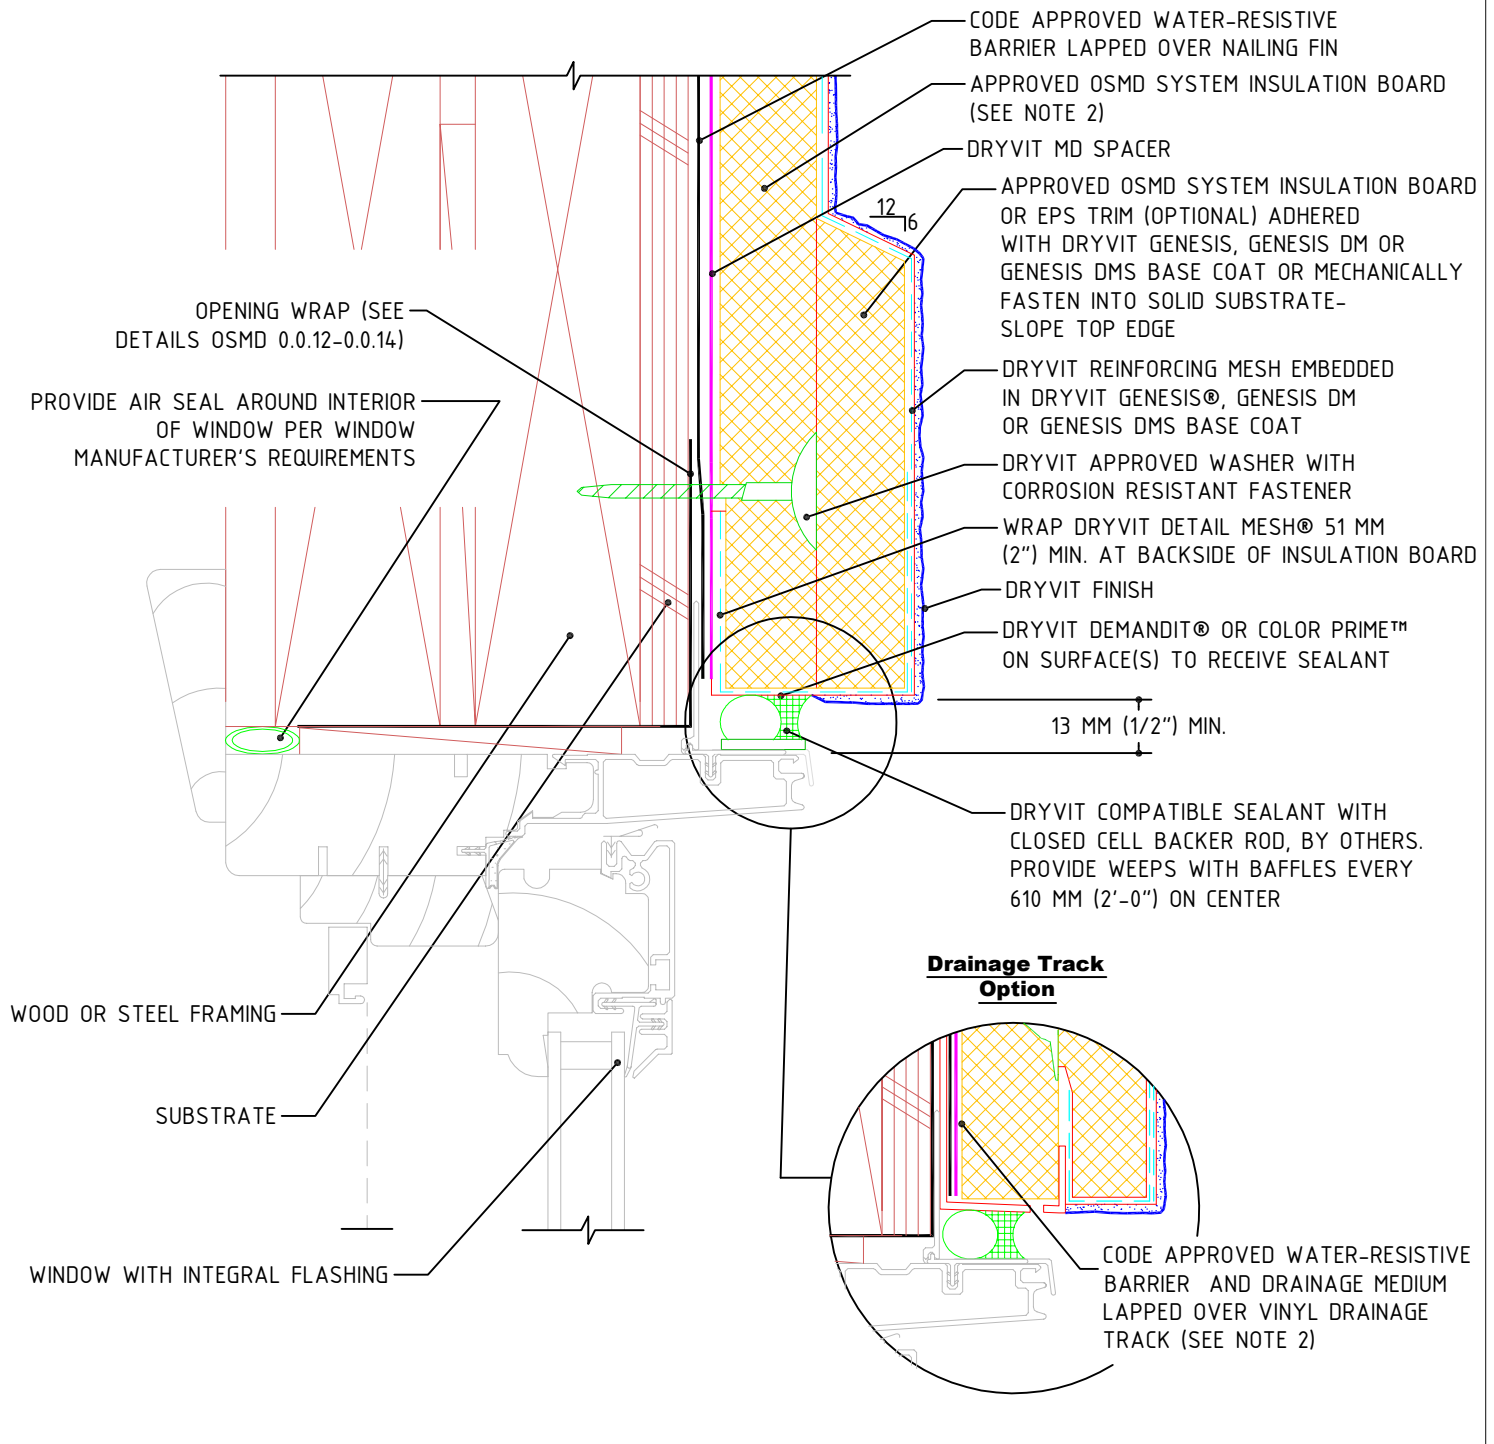 CODE APPROVED WATER-RESISTIVE
BARRIER LAPPED OVER NAILING FIN
APPROVED OSMD SYSTEM INSULATION BOARD
(SEE NOTE 2)
DRYVIT MD SPACER
APPROVED OSMD SYSTEM INSULATION BOARD
OR EPS TRIM (OPTIONAL) ADHERED
WITH DRYVIT GENESIS, GENESIS DM OR
GENESIS DMS BASE COAT OR MECHANICALLY
FASTEN INTO SOLID SUBSTRATE-
SLOPE TOP EDGE
12
6
OPENING WRAP (SEE
DETAILS OSMD 0.0.12-0.0.14)
PROVIDE AIR SEAL AROUND INTERIOR
OF WINDOW PER WINDOW
MANUFACTURER'S REQUIREMENTS
DRYVIT REINFORCING MESH EMBEDDED
IN DRYVIT GENESIS®, GENESIS DM
OR GENESIS DMS BASE COAT
DRYVIT APPROVED WASHER WITH
CORROSION RESISTANT FASTENER
WRAP DRYVIT DETAIL MESH® 51 MM
(2") MIN. AT BACKSIDE OF INSULATION BOARD
DRYVIT FINISH
DRYVIT DEMANDIT® OR COLOR PRIME™
ON SURFACE(S) TO RECEIVE SEALANT
13 MM (1/2") MIN.
DRYVIT COMPATIBLE SEALANT WITH
CLOSED CELL BACKER ROD, BY OTHERS.
PROVIDE WEEPS WITH BAFFLES EVERY
610 MM (2'-0") ON CENTER
WOOD OR STEEL FRAMING
SUBSTRATE
WINDOW WITH INTEGRAL FLASHING
Drainage Track
Option
CODE APPROVED WATER-RESISTIVE
BARRIER AND DRAINAGE MEDIUM
LAPPED OVER VINYL DRAINAGE
TRACK (SEE NOTE 2)